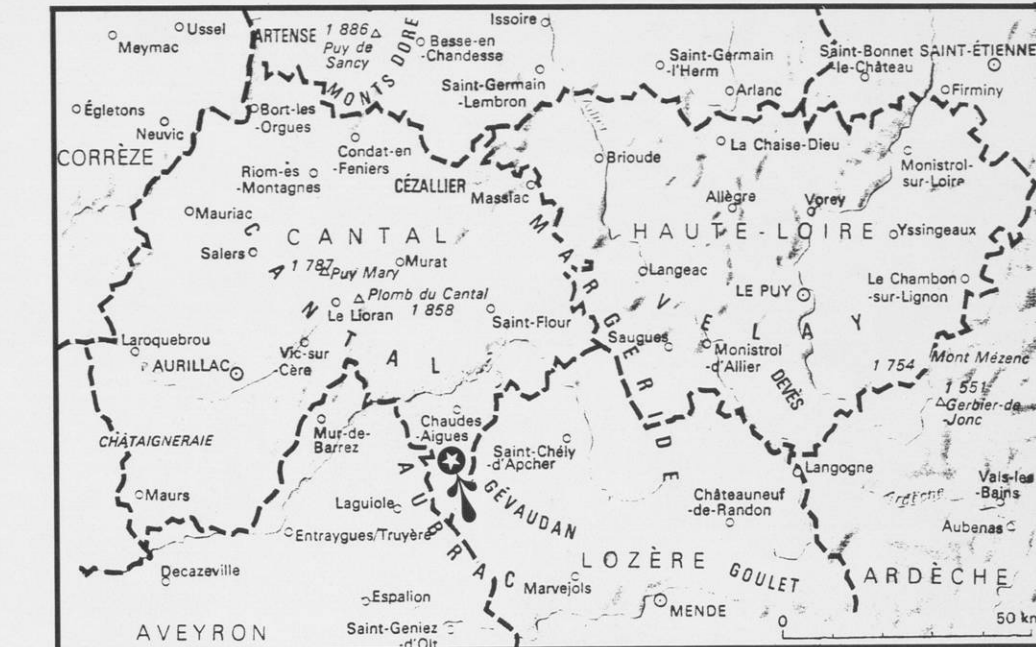 Ussel
Meymac
ARTENSE
1 886
Puy de
Sancy
MONTS DORE
Besse-en
-Chandesse
Issoire
Saint-Germain
-Lembron
Saint-Germain
-l'Herm
Arlanc
Saint-Bonnet
-le-Château
SAINT-ÉTIENNE
Firminy
Égletons
Neuvic
Bort-les
-Orgues
CORRÈZE
Condat-en
-Feniers
Riom-ès
-Montagnes
CÉZALLIER
Massiac
Brioude
La Chaise-Dieu
Monistrol-
sur-Loire
Allègre
Vorey
Mauriac
Salers
CANTAL
HAUTE-LOIRE
Yssingeaux
1 787
Puy Mary
Murat
Langeac
LE PUY
Le Chambon
-sur-Lignon
Plomb du Cantal
1 858
Le Lioran
CANTAL
MARGERIDE
VELAY
Saint-Flour
Saugues
Monistrol
-d'Allier
DEVÈS
Laroquebrou
AURILLAC
Vic-sur
-Cère
1 754
Mont Mézenc
1 551
Gerbier-de
-Jonc
CHÂTAIGNERAIE
Mur-de-
Barrez
Chaudes
-Aigues
Saint-Chély
-d'Apcher
Langogne
Maurs
Laguiole
AUBRAC
GÉVAUDAN
Châteauneuf
-de-Randon
Ardèche
Vals-les
-Bains
Aubenas
Entraygues/Truyère
Decazeville
LOZÈRE
GOULET
ARDÈCHE
Espalion
Marvejols
MENDE
AVEYRON
Saint-Geniez
-d'Olt
0
50 km